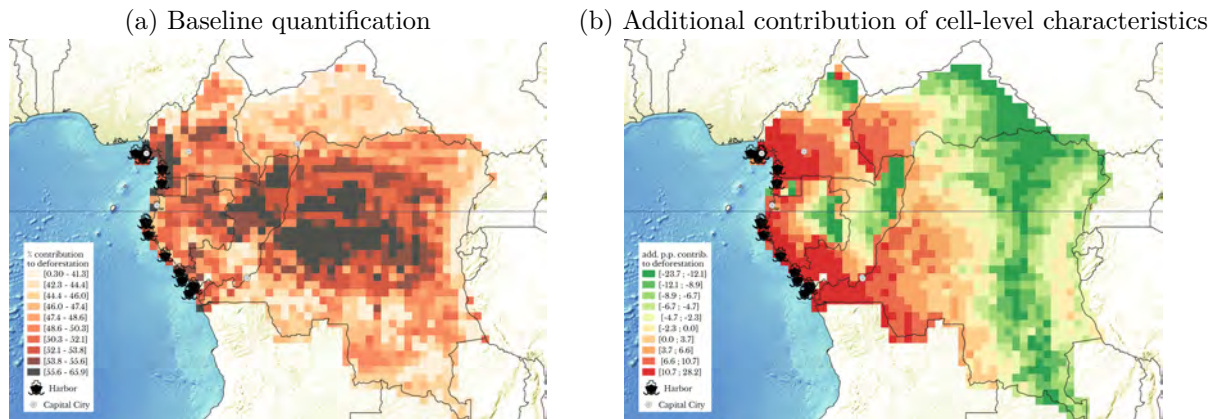 (a) Baseline quantification
(b) Additional contribution of cell-level characteristics
% contribution
to deforestation
[0.30 - 41.3]
[42.3 - 44.4]
[44.4 - 46.0]
[46.0 - 47.4]
[47.4 - 48.6]
[48.6 - 50.3]
[50.3 - 52.1]
[52.1 - 53.8]
[53.8 - 55.6]
[55.6 - 65.9]
Harbor
Capital City
add. p.p. contrib.
to deforestation
[-23.7 ; -12.1]
[-12.1 ; -8.9]
[-8.9 ; -6.7]
[-6.7 ; -4.7]
[-4.7 ; -2.3]
[-2.3 ; 0.0]
[0.0 ; 3.7]
[3.7 ; 6.6]
[6.6 ; 10.7]
[10.7 ; 28.2]
Harbor
Capital City